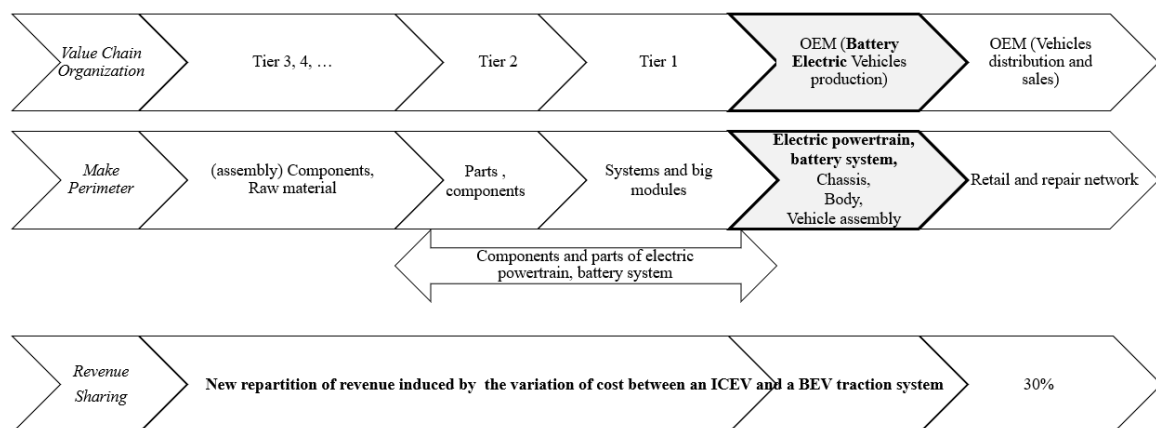 Value Chain
Organization
Tier 3, 4, …
Tier 2
Tier 1
OEM (Battery
Electric Vehicles
production)
OEM (Vehicles
distribution and
sales)
Make
Perimeter
(assembly) Components,
Raw material
Parts ,
components
Systems and big
modules
Electric powertrain,
battery system,
Chassis,
Body,
Vehicle assembly
Retail and repair network
Components and parts of electric
powertrain, battery system
Revenue
Sharing
New repartition of revenue induced by the variation of cost between an ICEV and a BEV traction system
30%